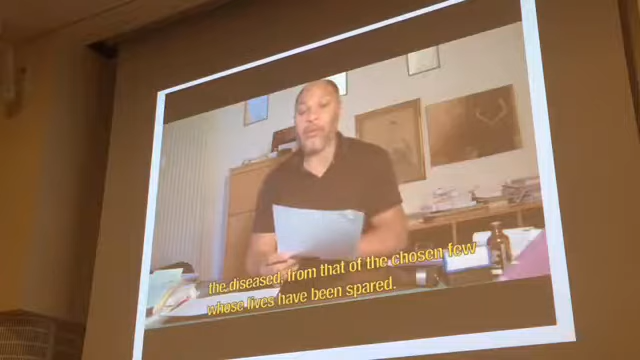 the diseased, from that of the chosen few
whose lives have been spared.